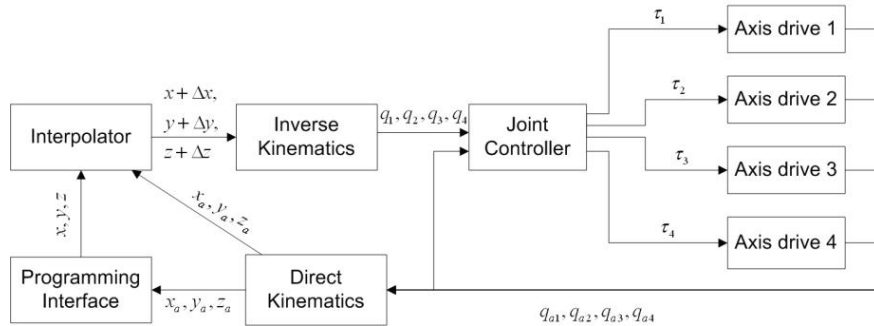 τ₁
Axis drive 1
x + Δx,
y + Δy,
z + Δz
Interpolator
Inverse
Kinematics
q₁, q₂, q₃, q₄
Joint
Controller
τ₂
Axis drive 2
τ₃
Axis drive 3
τ₄
Axis drive 4
x, y, z
xₐ, yₐ, zₐ
Programming
Interface
xₐ, yₐ, zₐ
Direct
Kinematics
qₐ₁, qₐ₂, qₐ₃, qₐ₄